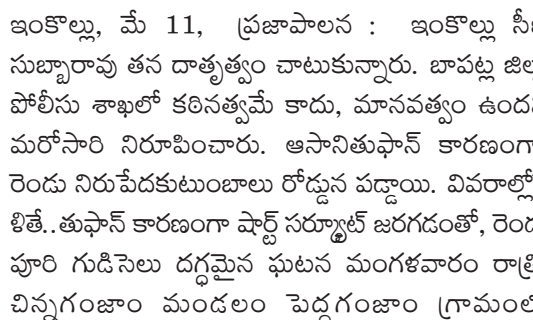 ఇంకొల్లు, మే 11, ప్రజాపాలన : ఇంకొల్లు
సుబ్బారావు తన దాతృత్వం చాటుకున్నారు. బాపట్ల
పోలీసు శాఖలో కఠినత్వమే కాదు, మానవత్వం
మరోసారి నిరూపించారు. ఆసానితుఫాన్ కారణంగా
రెండు నిరుపేదకుటుంబాలు రోడ్డున పడ్డాయి.
ళితే..తుఫాన్ కారణంగా షార్ట్ సర్క్యూట్ జరగడంతో,
పూరి గుడిసెలు దగ్ధమైన ఘటన మంగళవారం రాత్రి
చిన్నగంజాం మండలం పెద్దగంజాం